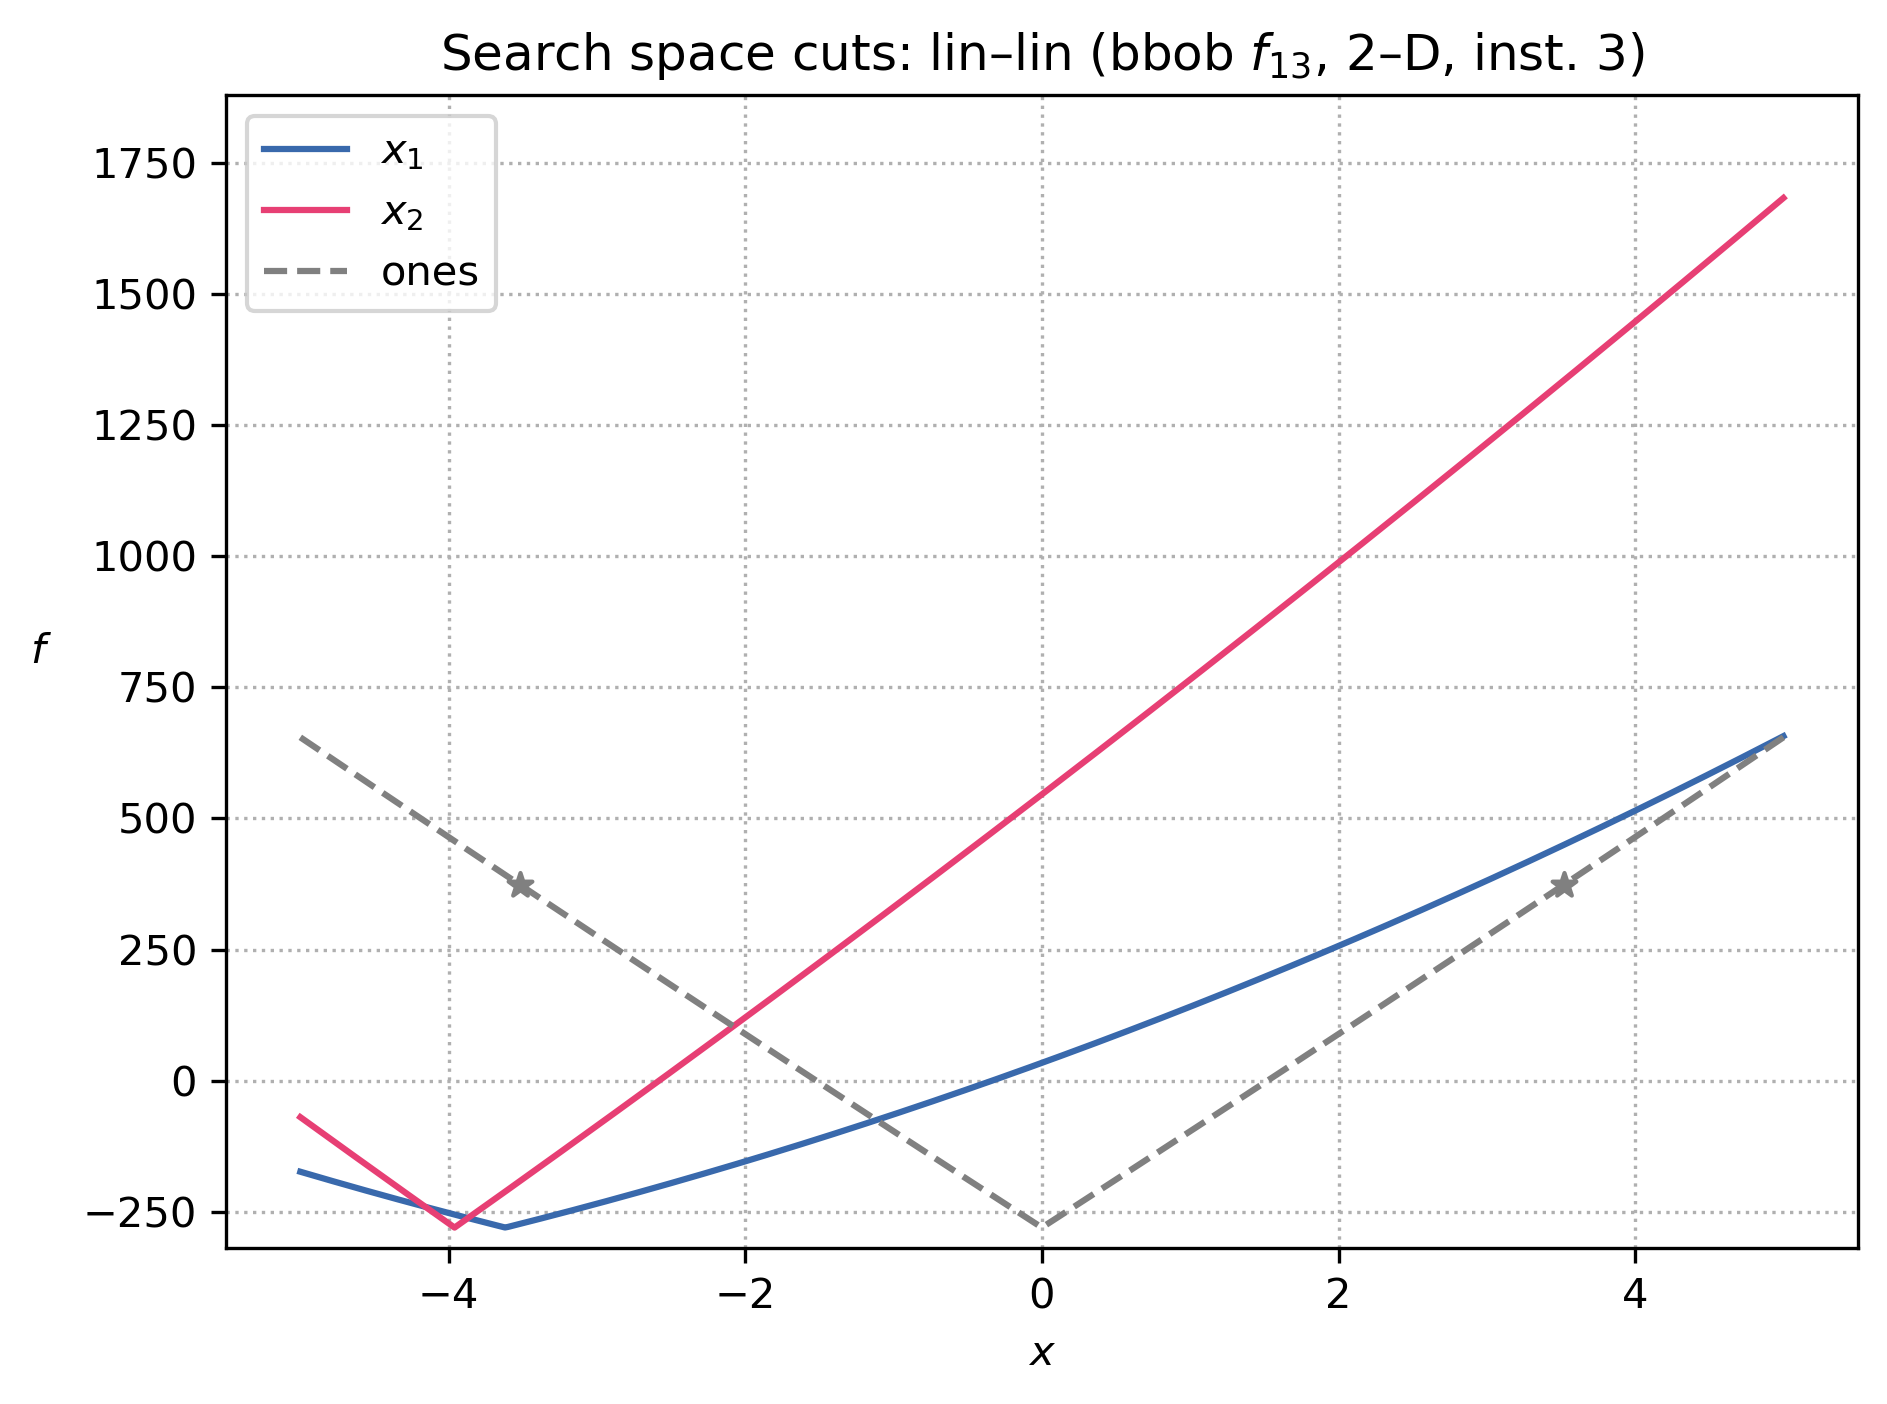 Search space cuts: lin–lin (bbob f13, 2–D, inst. 3)
x1
x2
ones
1750
1500
1250
1000
750
500
250
0
−250
f
−4 −2 0 2 4
x